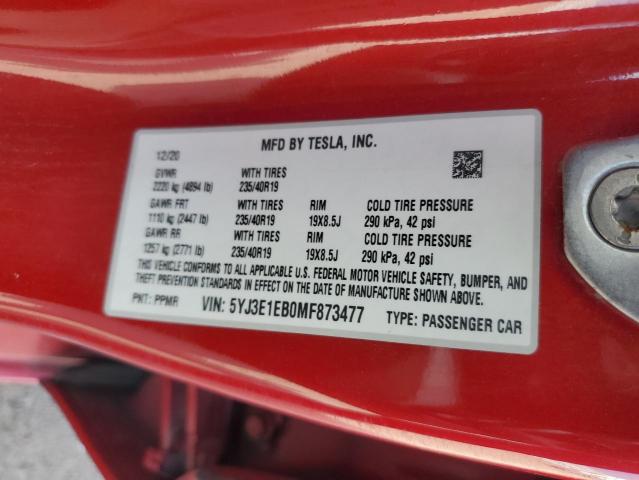 MFD BY TESLA, INC.
12/20
GVWR WITH TIRES
2220 kg (4894 lb) 235/40R19
GAWR FRT WITH TIRES RIM COLD TIRE PRESSURE
1110 kg (2447 lb) 235/40R19 19X8.5J 290 kPa, 42 psi
GAWR RR WITH TIRES RIM COLD TIRE PRESSURE
1257 kg (2771 lb) 235/40R19 19X8.5J 290 kPa, 42 psi
THIS VEHICLE CONFORMS TO ALL APPLICABLE U.S. FEDERAL MOTOR VEHICLE SAFETY, BUMPER, AND
THEFT PREVENTION STANDARDS IN EFFECT ON THE DATE OF MANUFACTURE SHOWN ABOVE.
PNT: PPMR VIN: 5YJ3E1EB0MF873477 TYPE: PASSENGER CAR